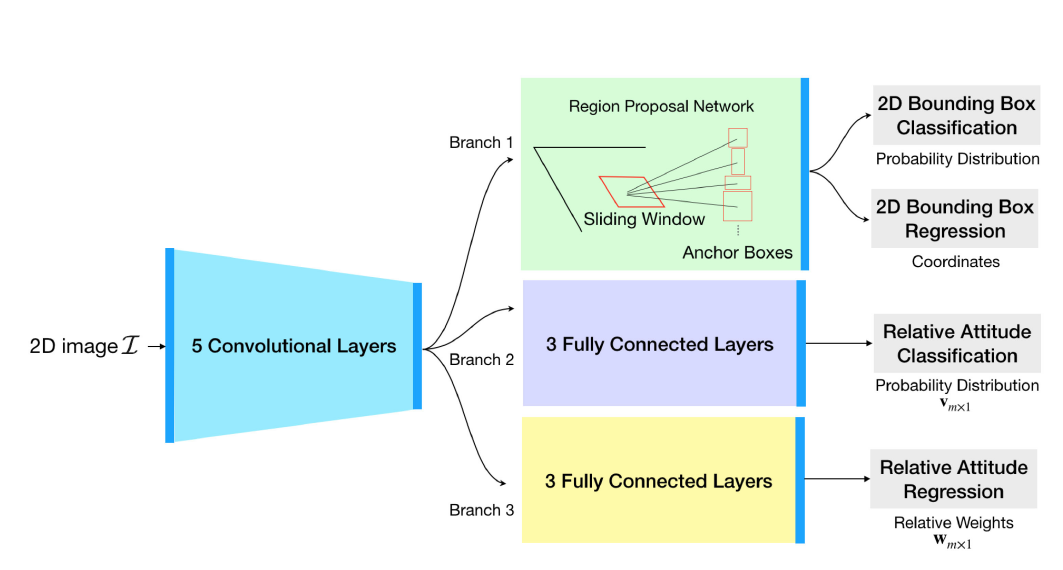 2D image ℐ
5 Convolutional Layers
Branch 1
Region Proposal Network
Sliding Window
Anchor Boxes
2D Bounding Box
Classification
Probability Distribution
2D Bounding Box
Regression
Coordinates
Branch 2
3 Fully Connected Layers
Relative Attitude
Classification
Probability Distribution
v_{m×1}
Branch 3
3 Fully Connected Layers
Relative Attitude
Regression
Relative Weights
w_{m×1}